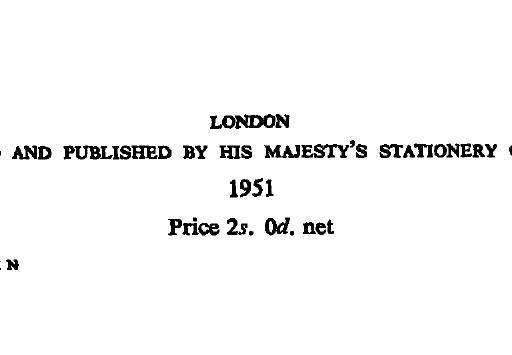 LONDON
AND PUBLISHED BY HIS MAJESTY'S STATIONERY
1951
Price 2s. 0d. net
N